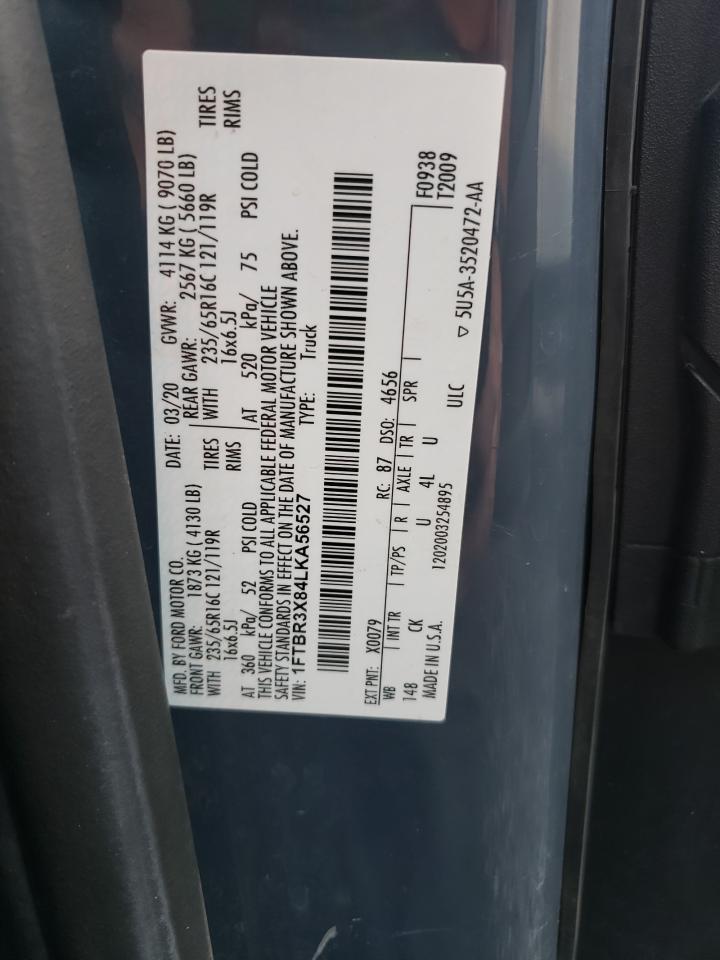 MFD. BY FORD MOTOR CO. DATE: 03/20 GVWR: 4114 KG ( 9070 LB)
FRONT GAWR: 1873 KG ( 4130 LB) REAR GAWR: 2567 KG ( 5660 LB)
WITH 235/65R16C 121/119R TIRES WITH 235/65R16C 121/119R TIRES
16x6.5J RIMS 16x6.5J RIMS
AT 360 kPa/ 52 PSI COLD AT 520 kPa/ 75 PSI COLD
THIS VEHICLE CONFORMS TO ALL APPLICABLE FEDERAL MOTOR VEHICLE
SAFETY STANDARDS IN EFFECT ON THE DATE OF MANUFACTURE SHOWN ABOVE.
VIN: 1FTBR3X84LKA56527 TYPE: Truck
EXT PNT: X0079 RC: 87 DSO: 4656 F0938
WB INT TR TP/PS R AXLE TR SPR T2009
148 CK U 4L U
MADE IN U.S.A. 1202003254895 ULC ▽ 5U5A-3520472-AA